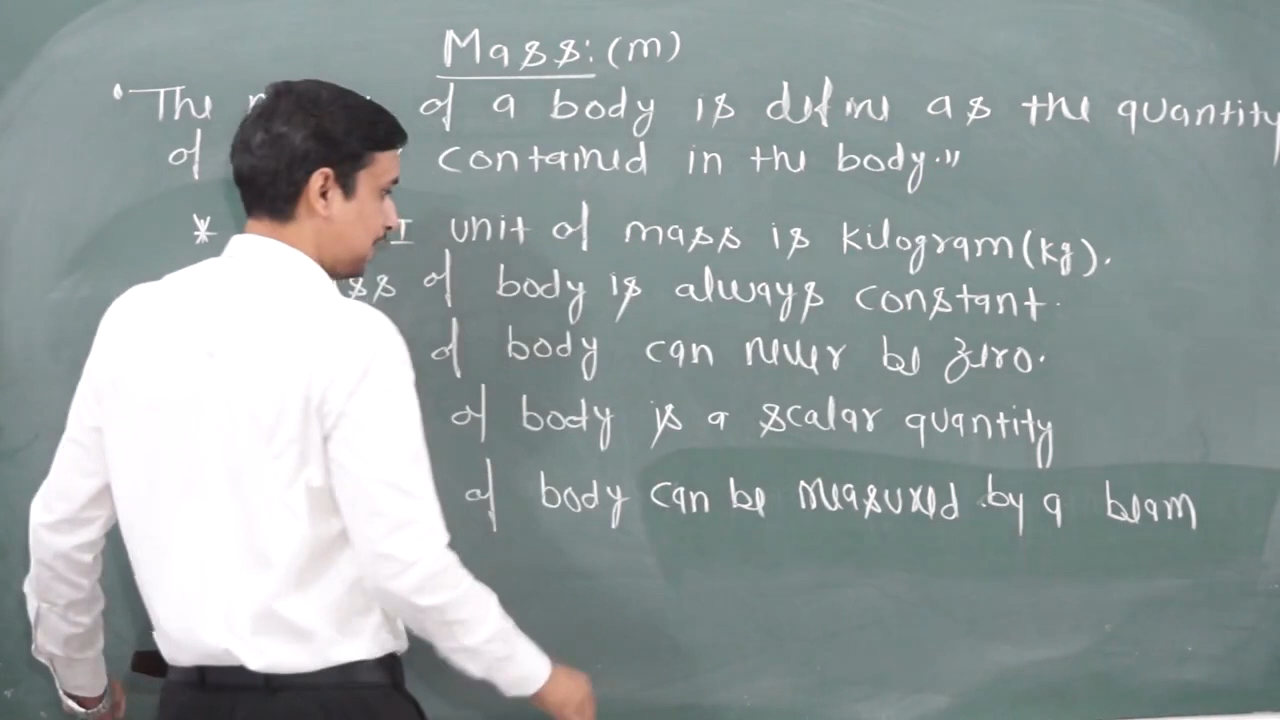 Mass: (m)
"The of a body is define as the quantity
of contained in the body."
* unit of mass is kilogram (kg).
of body is always constant.
of body can never be zero.
of body is a scalar quantity
of body can be measured by a beam